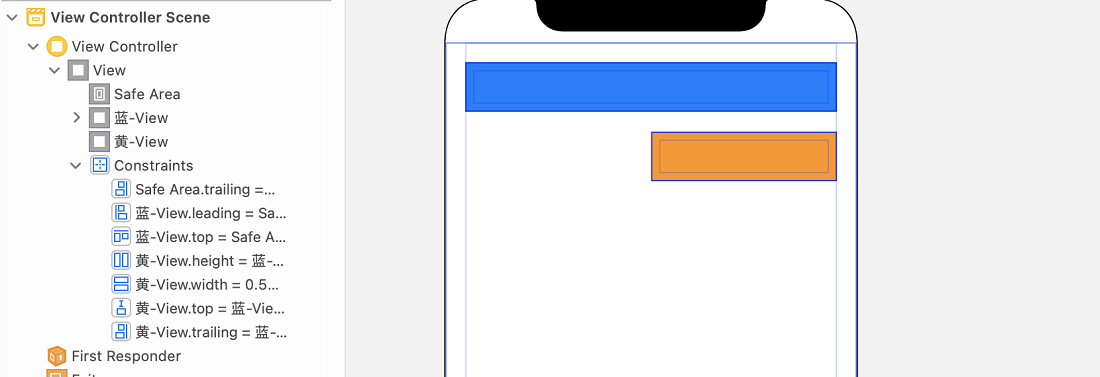 View Controller Scene
View Controller
View
Safe Area
蓝-View
黄-View
Constraints
Safe Area.trailing =...
蓝-View.leading = Sa...
蓝-View.top = Safe A...
黄-View.height = 蓝-...
黄-View.width = 0.5...
黄-View.top = 蓝-Vie...
黄-View.trailing = 蓝-...
First Responder